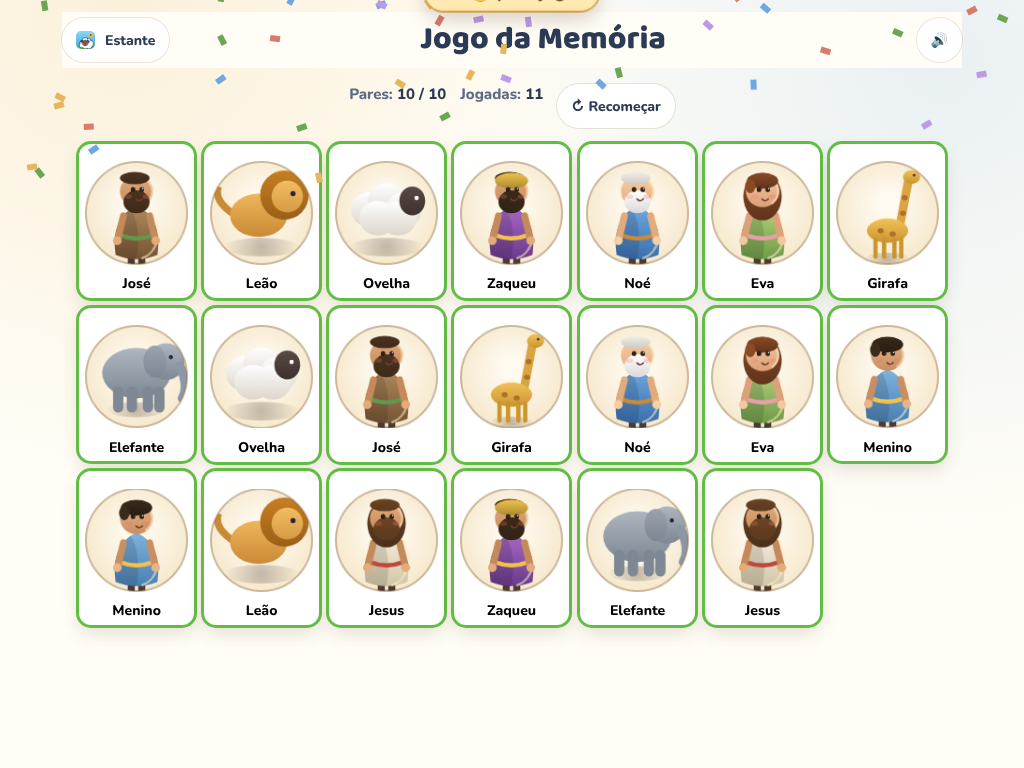 Estante
Jogo da Memória
Pares: 10 / 10 Jogadas: 11
↻ Recomeçar
José
Leão
Ovelha
Zaqueu
Noé
Eva
Girafa
Elefante
Ovelha
José
Girafa
Noé
Eva
Menino
Menino
Leão
Jesus
Zaqueu
Elefante
Jesus